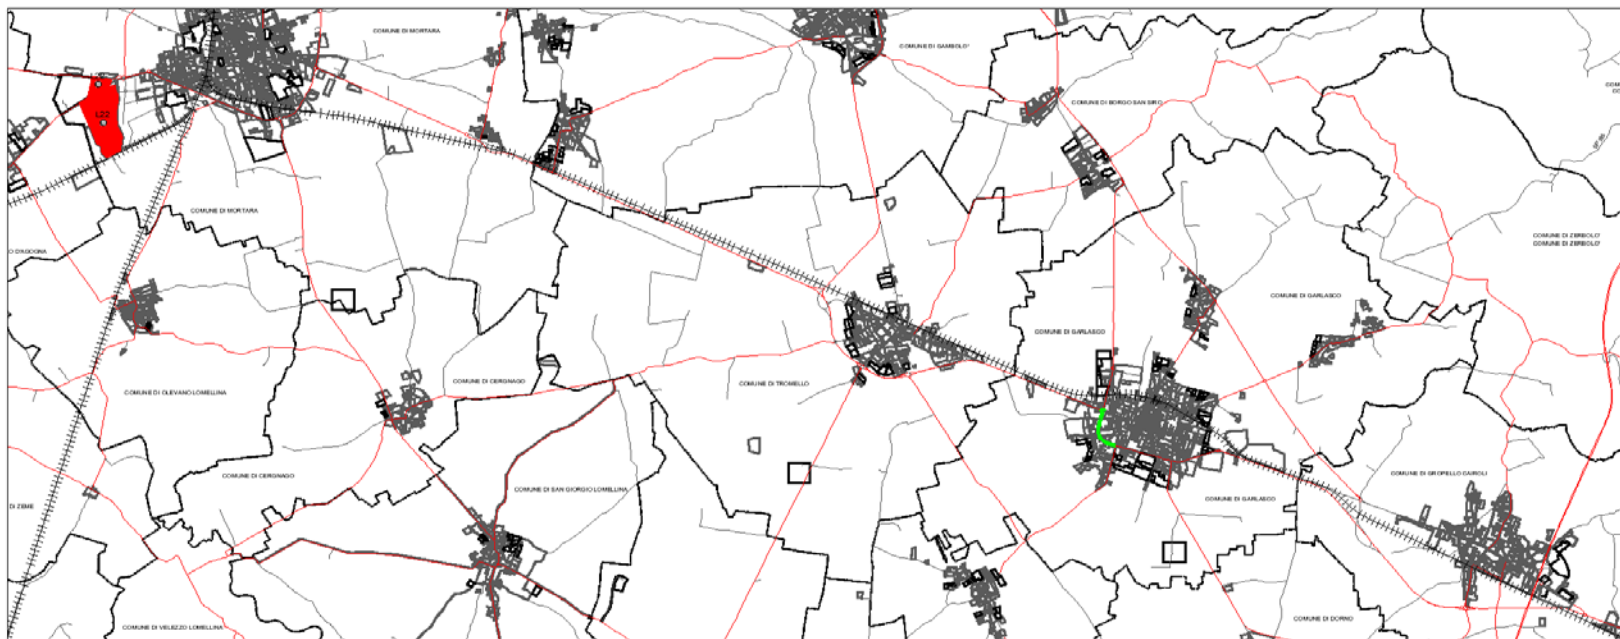 COMUNE DI MORTARA
COMUNE DI GAMBOLO'
COMUNE DI BORGO SAN SIRO
L22
COMUNE DI MORTARA
COMUNE DI ZERBOLO'
COMUNE DI ZERBOLO'
O D'AGOGNA
COMUNE DI GARLASCO
COMUNE DI GARLASCO
COMUNE DI CERGNAGO
COMUNE DI TROMELLO
COMUNE DI OLEVANO LOMELLINA
COMUNE DI CERGNAGO
COMUNE DI GROPELLO CAIROLI
COMUNE DI SAN GIORGIO LOMELLINA
COMUNE DI GARLASCO
DI ZEME
COMUNE DI DORNO
COMUNE DI VELEZZO LOMELLINA